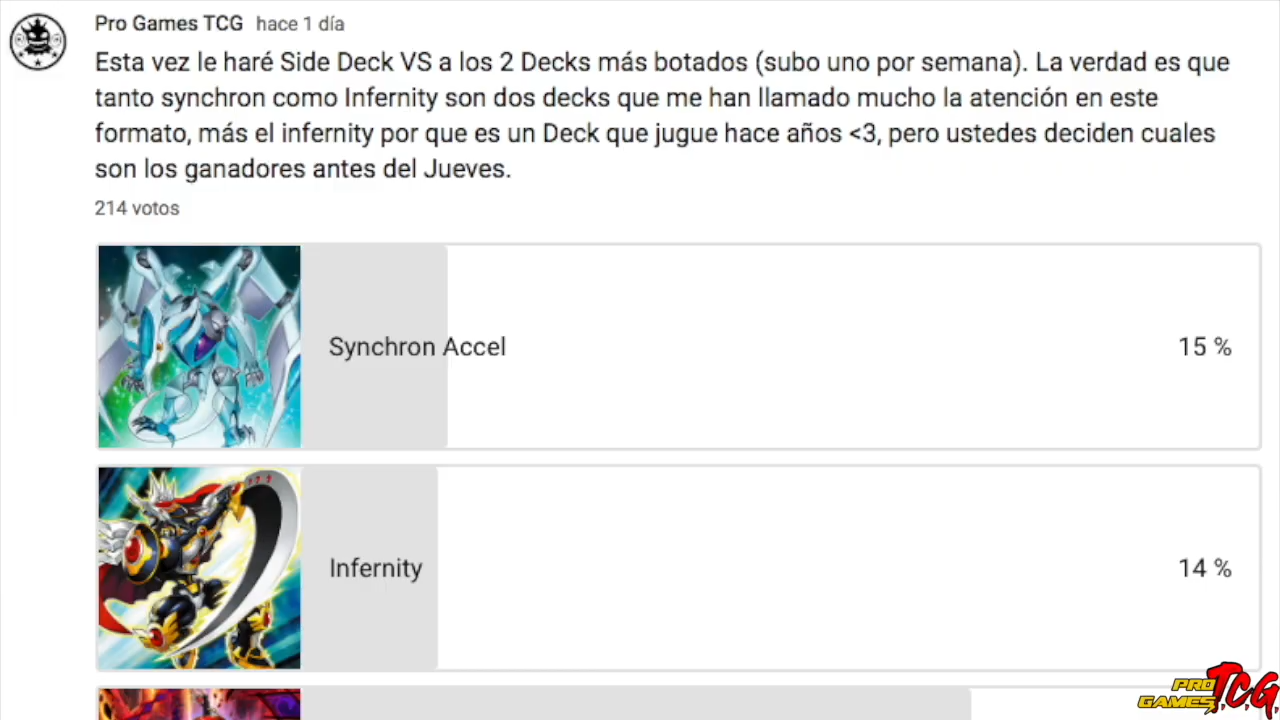 Pro Games TCG hace 1 día
Esta vez le haré Side Deck VS a los 2 Decks más botados (subo uno por semana). La verdad es que
tanto synchron como Infernity son dos decks que me han llamado mucho la atención en este
formato, más el infernity por que es un Deck que jugue hace años <3, pero ustedes deciden cuales
son los ganadores antes del Jueves.
214 votos
Synchron Accel 15 %
Infernity 14 %
PRO GAMES T.C.G.